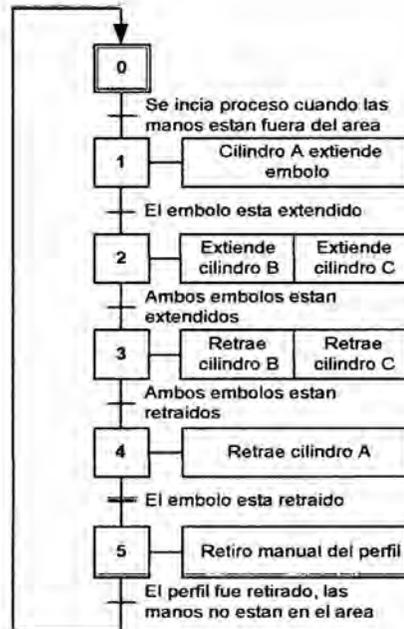 0
Se incia proceso cuando las
manos estan fuera del area
1
Cilindro A extiende
embolo
El embolo esta extendido
2
Extiende
cilindro B
Extiende
cilindro C
Ambos embolos estan
extendidos
3
Retrae
cilindro B
Retrae
cilindro C
Ambos embolos estan
retraidos
4
Retrae cilindro A
El embolo esta retraido
5
Retiro manual del perfil
El perfil fue retirado, las
manos no estan en el area